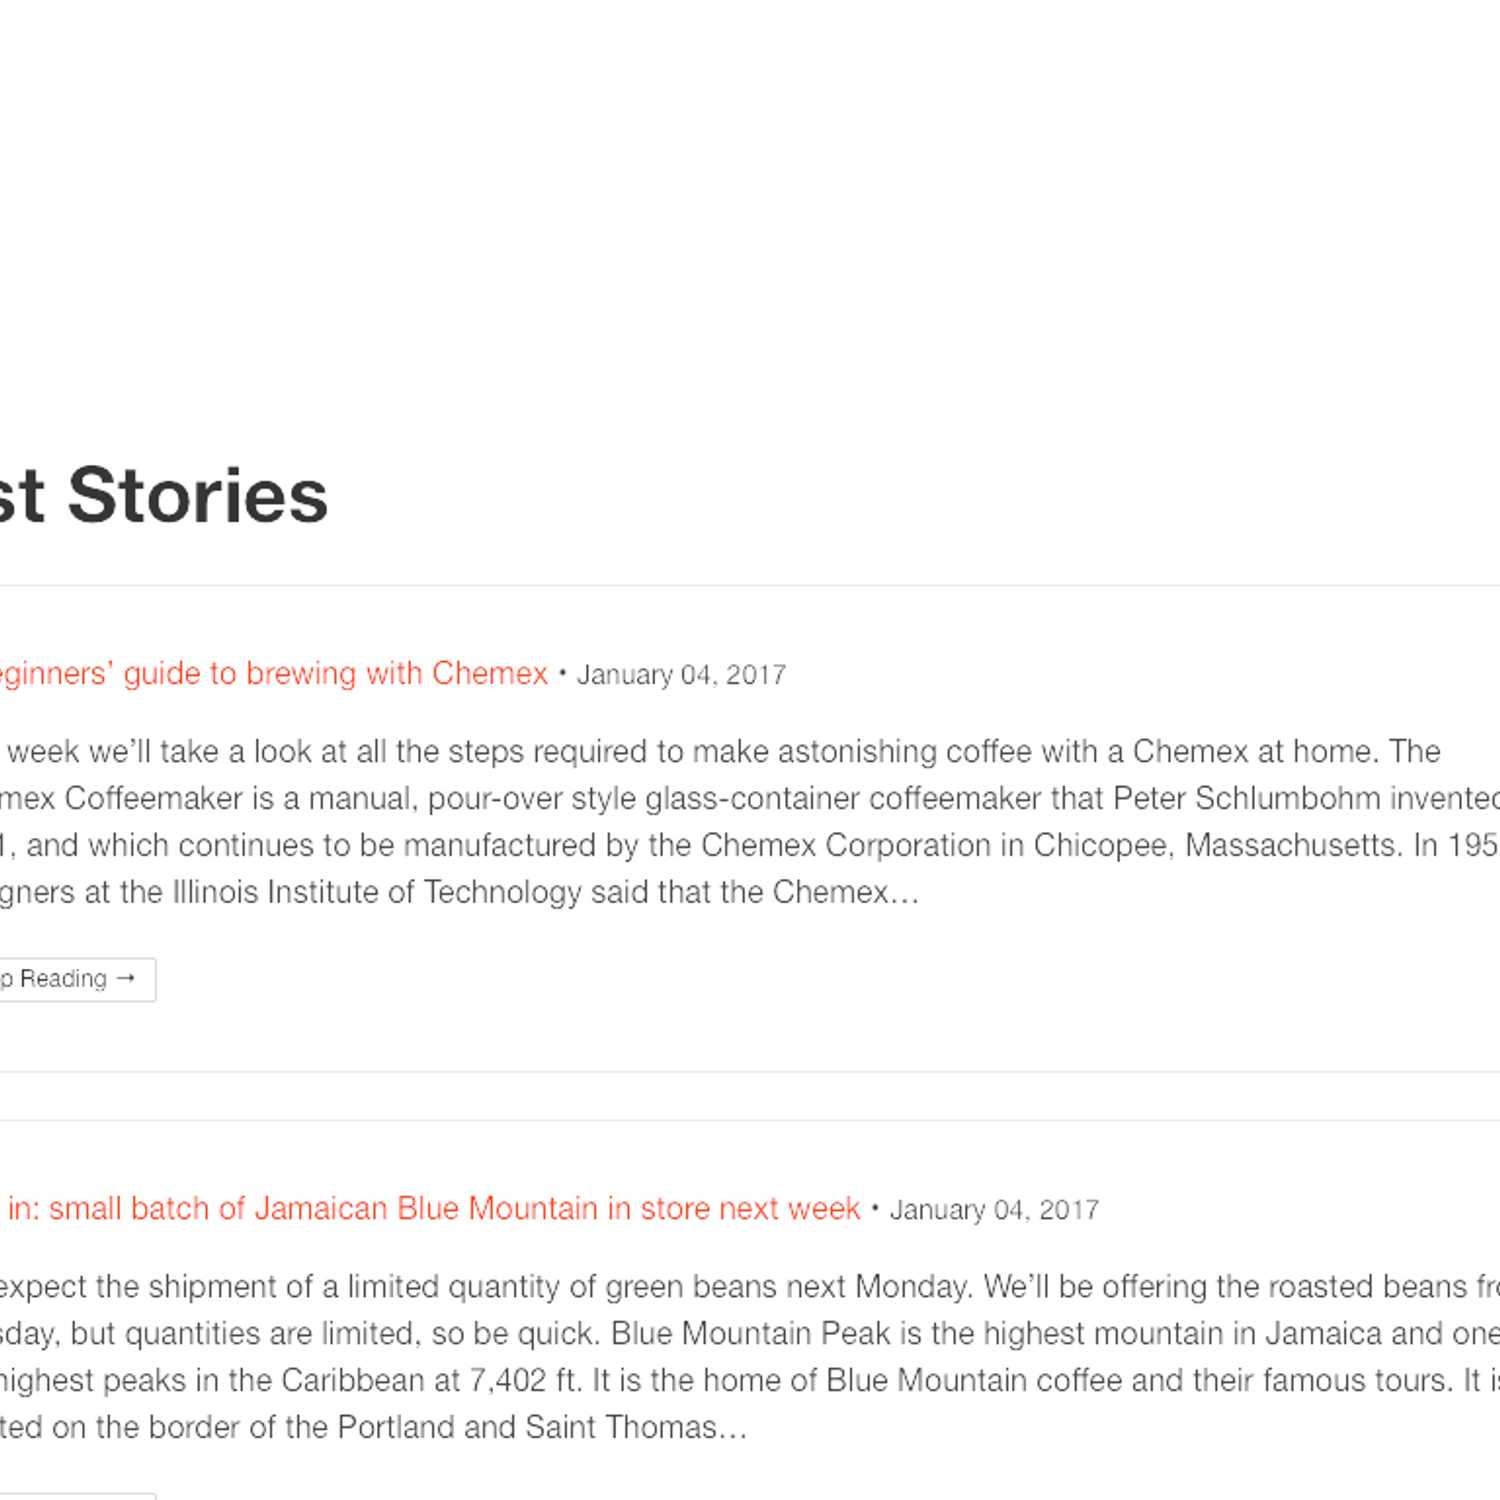 st Stories
eginners’ guide to brewing with Chemex • January 04, 2017
week we’ll take a look at all the steps required to make astonishing coffee with a Chemex at home. The
mex Coffeemaker is a manual, pour-over style glass-container coffeemaker that Peter Schlumbohm invented
1, and which continues to be manufactured by the Chemex Corporation in Chicopee, Massachusetts. In 195
gners at the Illinois Institute of Technology said that the Chemex…
p Reading →
in: small batch of Jamaican Blue Mountain in store next week • January 04, 2017
expect the shipment of a limited quantity of green beans next Monday. We’ll be offering the roasted beans fro
sday, but quantities are limited, so be quick. Blue Mountain Peak is the highest mountain in Jamaica and one
highest peaks in the Caribbean at 7,402 ft. It is the home of Blue Mountain coffee and their famous tours. It is
ted on the border of the Portland and Saint Thomas…